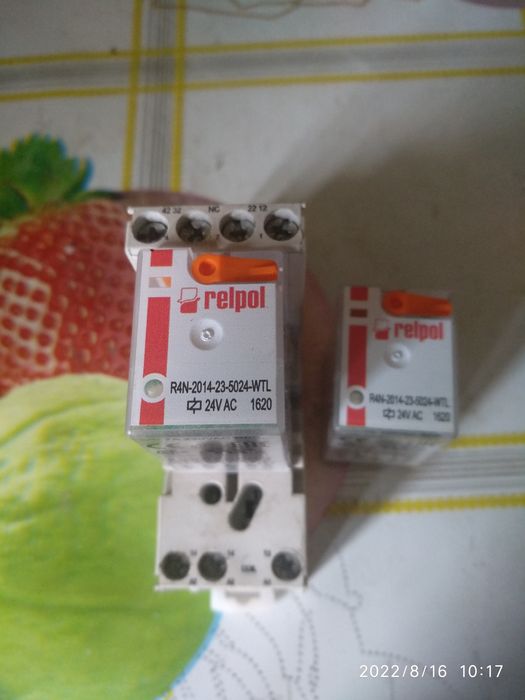 42 32 NC 22 12
relpol
R4N-2014-23-5024-WTL
24V AC 1620
relpol
R4N-2014-23-5024-WTL
24V AC 1620
14
2022/8/16 10:17